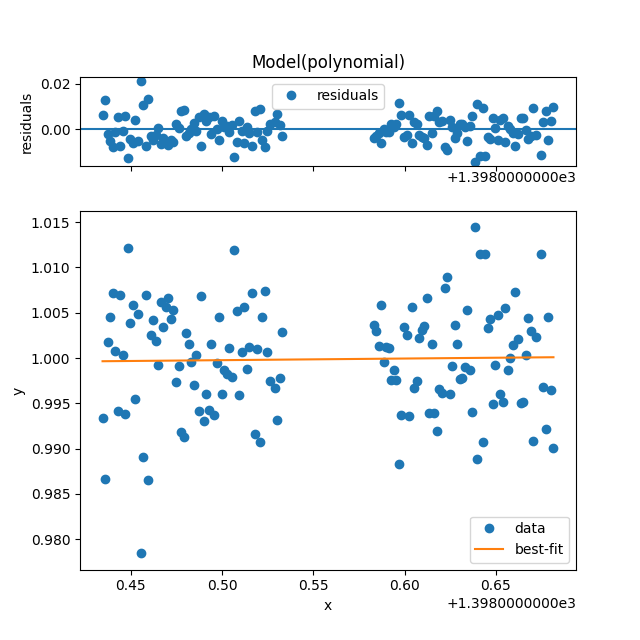 Model(polynomial)
0.02
0.00
residuals
residuals
+1.3980000000e3
1.015
1.010
1.005
1.000
0.995
0.990
0.985
0.980
y
data
best-fit
0.45
0.50
0.55
0.60
0.65
x
+1.3980000000e3